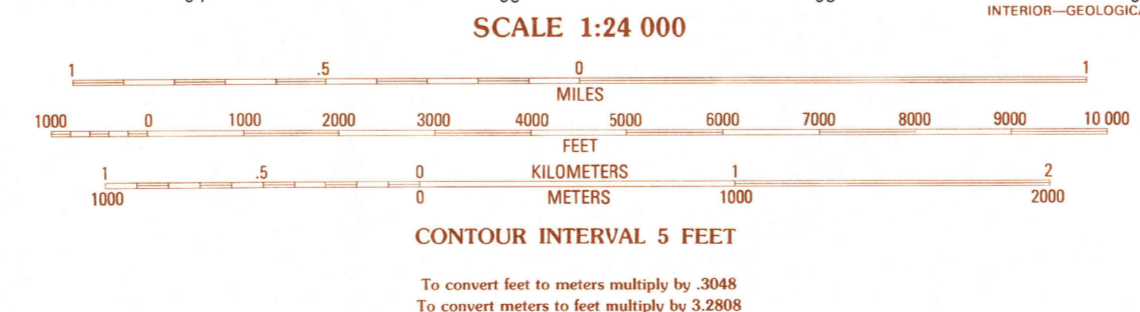 INTERIOR—GEOLOGICA
SCALE 1:24 000
1 .5 0 1
MILES
1000 0 1000 2000 3000 4000 5000 6000 7000 8000 9000 10 000
FEET
1 .5 0 KILOMETERS 1 2
1000 0 METERS 1000 2000
CONTOUR INTERVAL 5 FEET
To convert feet to meters multiply by .3048
To convert meters to feet multiply by 3.2808